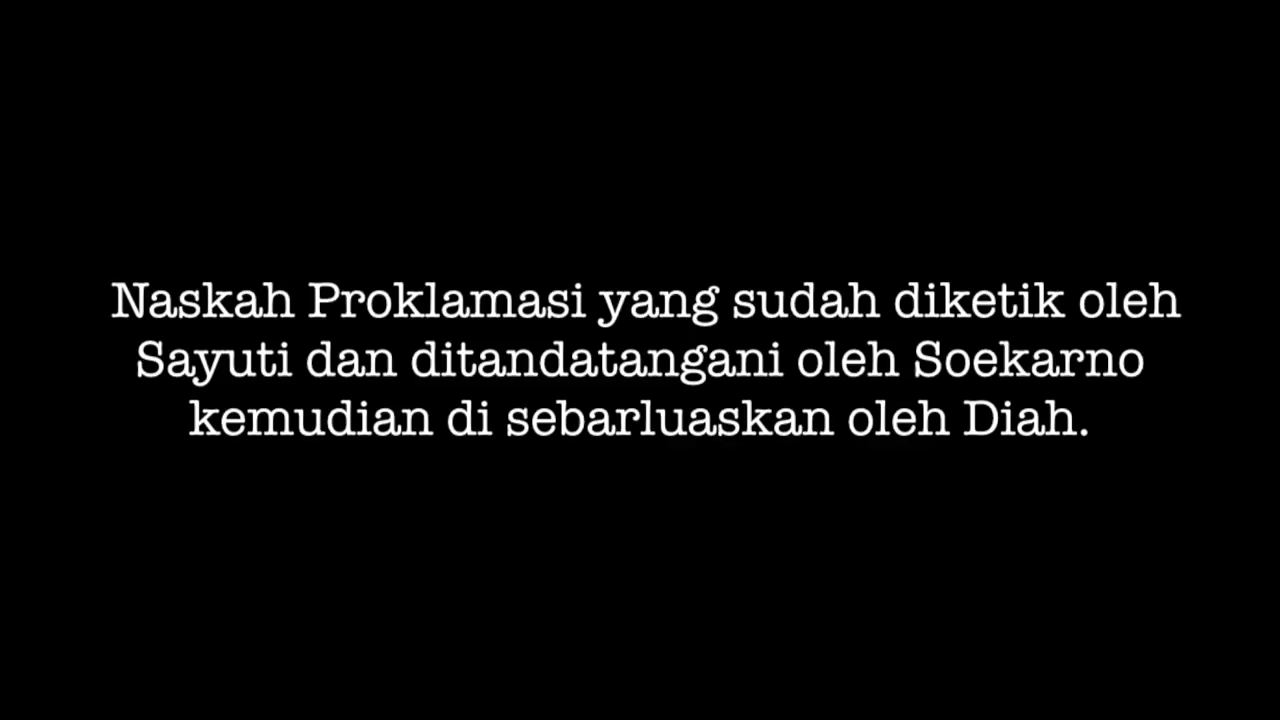 Naskah Proklamasi yang sudah diketik oleh
Sayuti dan ditandatangani oleh Soekarno
kemudian di sebarluaskan oleh Diah.